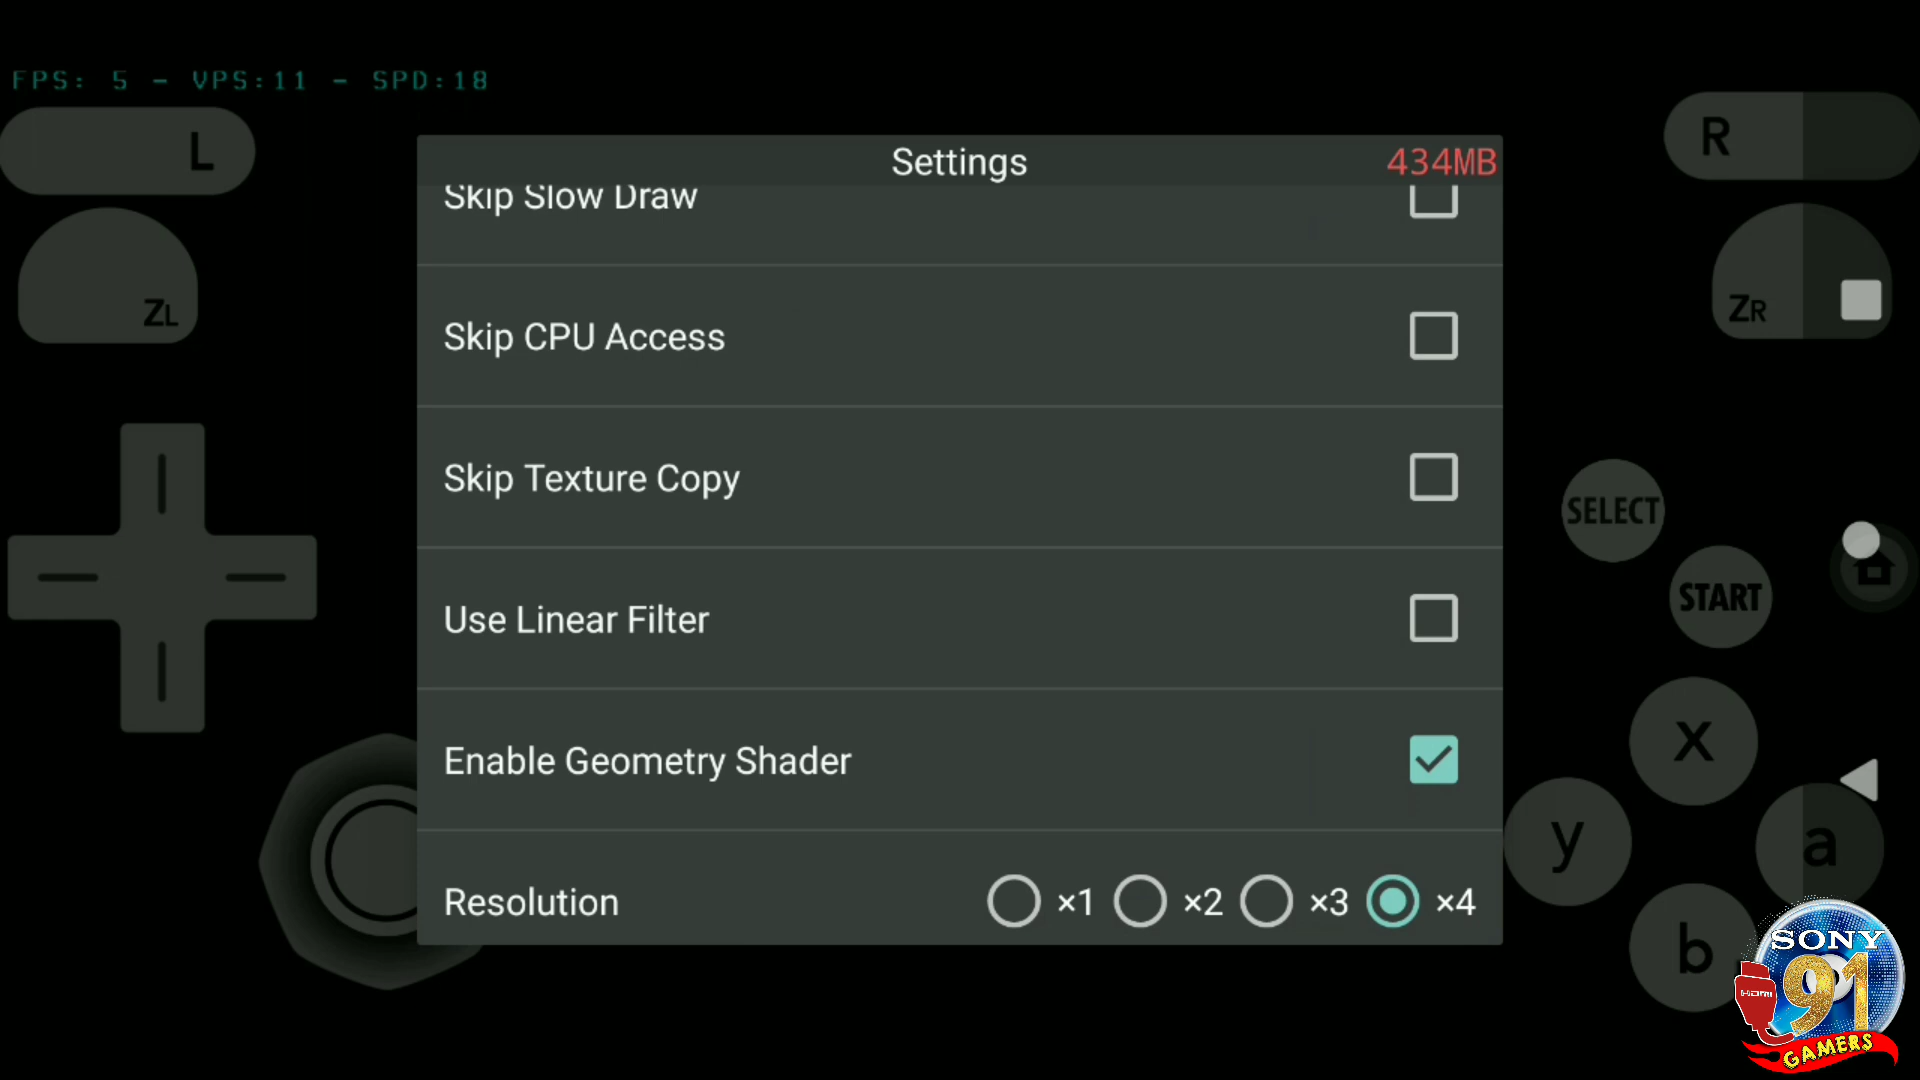 FPS: 5 - VPS:11 - SPD:18
L
R
Settings
434MB
Skip Slow Draw
ZL
ZR
Skip CPU Access
Skip Texture Copy
SELECT
START
Use Linear Filter
Enable Geometry Shader
X
y
a
Resolution ×1 ×2 ×3 ×4
b
SONY
HDMI
91
GAMERS